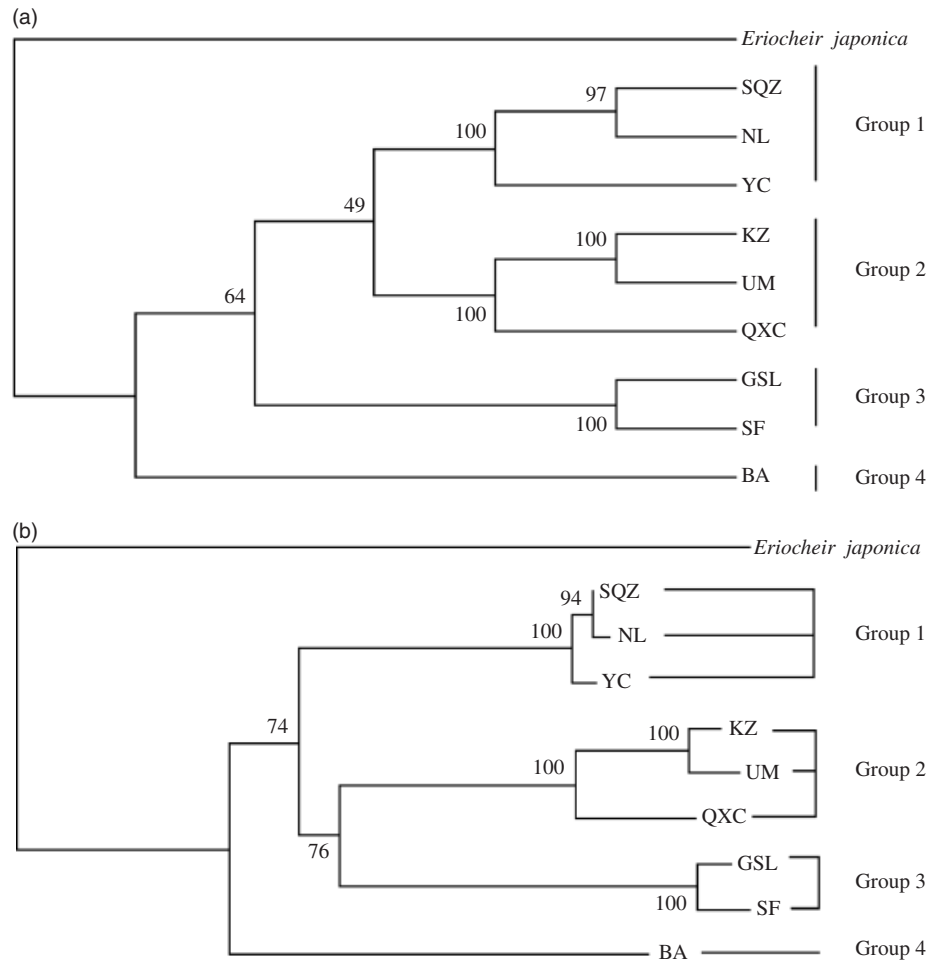 (a)
Eriocheir japonica
SQZ
97
NL
Group 1
100
YC
49
KZ
100
UM
Group 2
64
100
QXC
GSL
Group 3
100
SF
BA
Group 4
(b)
Eriocheir japonica
SQZ
94
NL
Group 1
100
YC
74
KZ
100
UM
Group 2
100
QXC
76
GSL
Group 3
100
SF
BA
Group 4